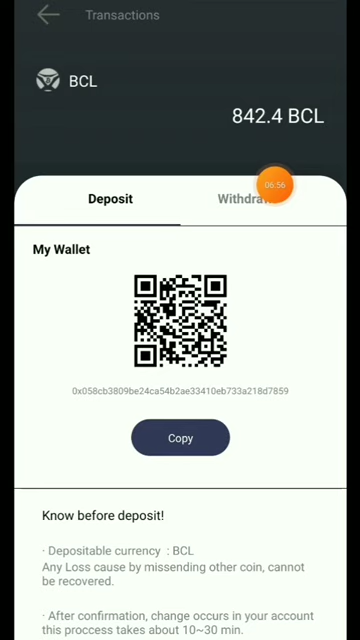 Transactions
BCL
842.4 BCL
Deposit
06:56
My Wallet
0x058cb3809be24ca54b2ae33410eb733a218d7859
Copy
Know before deposit!
· Depositable currency : BCL
Any Loss cause by missending other coin, cannot
be recovered.
· After confirmation, change occurs in your account
this proccess takes about 10~30 min.